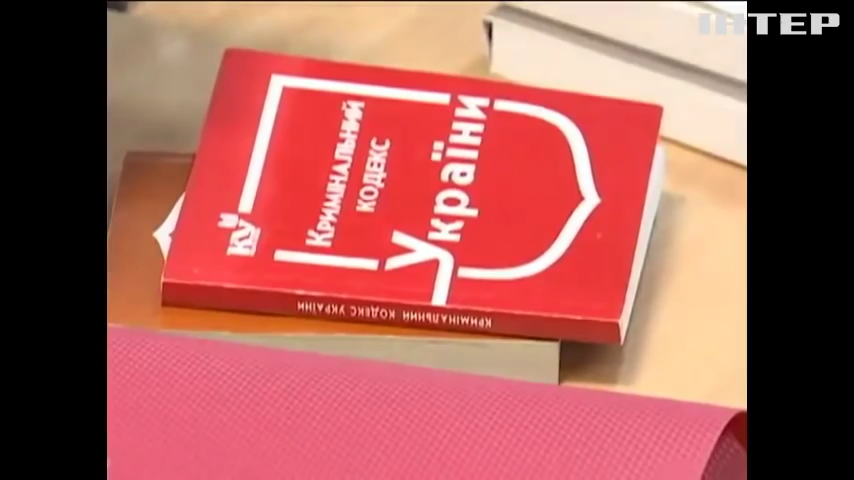 ІНТЕР
Кримінальний
кодекс
України
КУ
КРИМІНАЛЬНИЙ КОДЕКС УКРАЇНИ